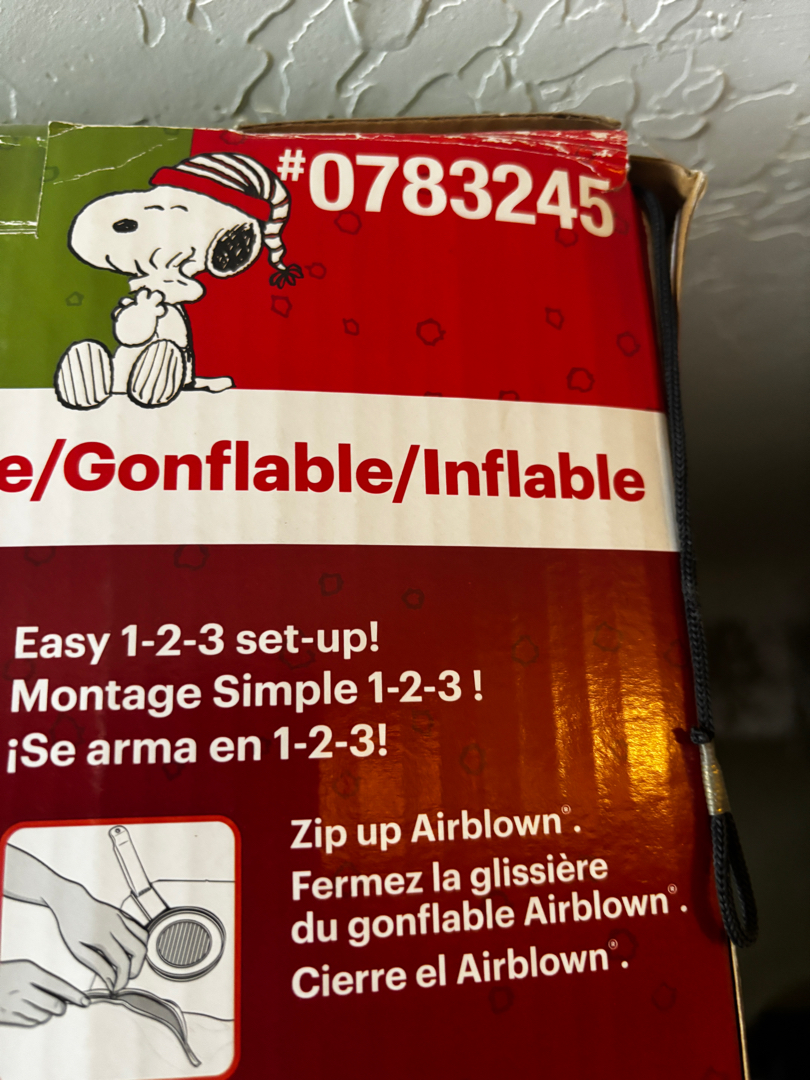 #0783245
e/Gonflable/Inflable
Easy 1-2-3 set-up!
Montage Simple 1-2-3 !
¡Se arma en 1-2-3!
Zip up Airblown®.
Fermez la glissière
du gonflable Airblown®.
Cierre el Airblown®.